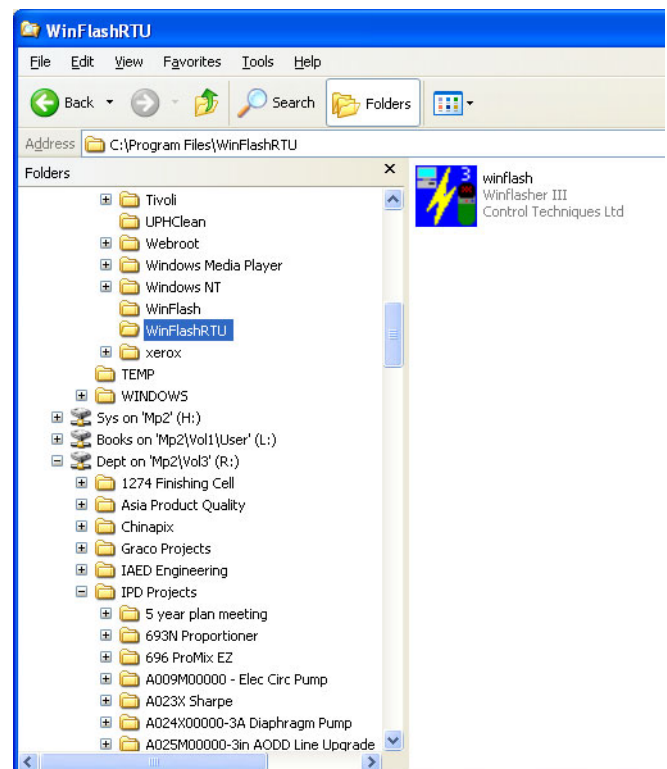 WinFlashRTU
File Edit View Favorites Tools Help
Back Search Folders
Address C:\Program Files\WinFlashRTU
Folders
Tivoli
UPHClean
Webroot
Windows Media Player
Windows NT
WinFlash
WinFlashRTU
xerox
TEMP
WINDOWS
Sys on 'Mp2' (H:)
Books on 'Mp2\Vol1\User' (L:)
Dept on 'Mp2\Vol3' (R:)
1274 Finishing Cell
Asia Product Quality
Chinapix
Graco Projects
IAED Engineering
IPD Projects
5 year plan meeting
693N Proportioner
696 ProMix EZ
A009M00000 - Elec Circ Pump
A023X Sharpe
A024X00000-3A Diaphragm Pump
A025M00000-3in AODD Line Upgrade
3
winflash
Winflasher III
Control Techniques Ltd